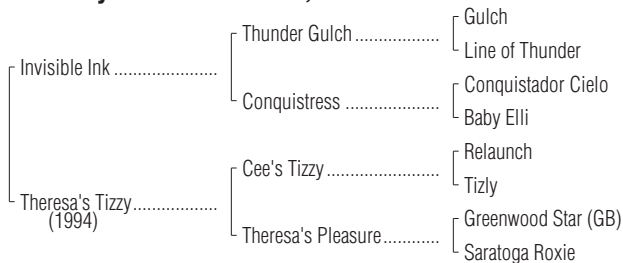 Gulch
Thunder Gulch
Line of Thunder
Invisible Ink
Conquistador Cielo
Conquistress
Baby Elli
Relaunch
Cee's Tizzy
Tizly
Theresa's Tizzy
(1994)
Greenwood Star (GB)
Theresa's Pleasure
Saratoga Roxie